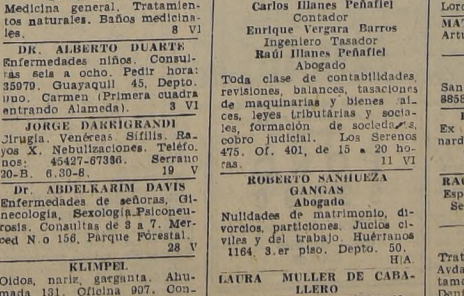 Medicina general. Tratamien-
tos naturales. Baños medicina-
les. 8 VI
DR. ALBERTO DUARTE
Enfermedades niños. Consul-
tas seis a ocho. Pedir hora:
35079. Guayaquil 45, Depto.
uno. Carmen (Primera cuadra
entrando Alameda). 3 VI
JORGE DARRIGRANDI
Cirugía. Venéreas. Sífilis. Ra-
yos X. Nebulizaciones. Teléfo.
nos: 45427-67336. Serrano
20-B. 6.30-8. 19 V
Dr. ABDELKARIM DAVIS
Enfermedades de señoras, Gi-
necología, Sexología.Psiconeu-
rosis. Consultas de 3 a 7. Mer-
ced N.o 156. Parque Forestal.
28 V
KLIMPEL
Oídos, nariz, garganta. Ahu-
mada 131. Oficina 907. Con-
Carlos Illanes Peñafiel
Contador
Enrique Vergara Barros
Ingeniero Tasador
Raúl Illanes Peñafiel
Abogado
Toda clase de contabilidades,
revisiones, balances, tasaciones
de maquinarias y bienes
ces, leyes tributarias y socia-
les, formación de
cobro judicial. Los Serenos
475. Of. 401, de 15 a 20 ho-
ras. 11 VI
ROBERTO SANHUEZA
GANGAS
Abogado
Nulidades de matrimonio, di-
vorcios, particiones. Juicios ci-
viles y del trabajo. Huérfanos
1164, 3.er piso. Depto. 50.
H|A.
LAURA MULLER DE CABA-
LLERO